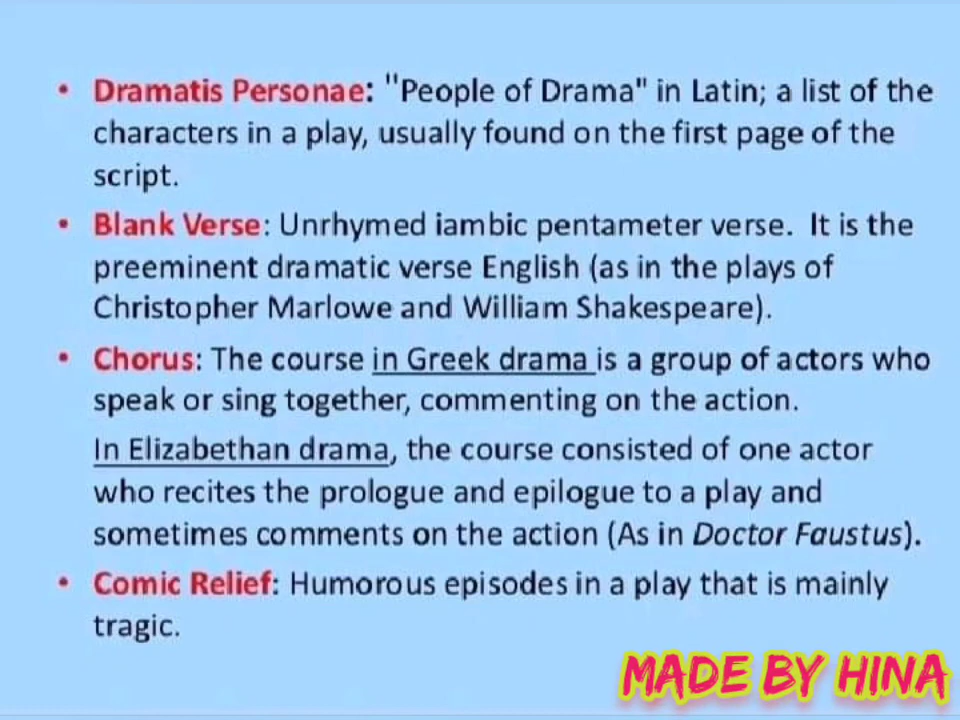 • Dramatis Personae: "People of Drama" in Latin; a list of the
characters in a play, usually found on the first page of the
script.
• Blank Verse: Unrhymed iambic pentameter verse. It is the
preeminent dramatic verse English (as in the plays of
Christopher Marlowe and William Shakespeare).
• Chorus: The course in Greek drama is a group of actors who
speak or sing together, commenting on the action.
In Elizabethan drama, the course consisted of one actor
who recites the prologue and epilogue to a play and
sometimes comments on the action (As in Doctor Faustus).
• Comic Relief: Humorous episodes in a play that is mainly
tragic.
MADE BY HINA